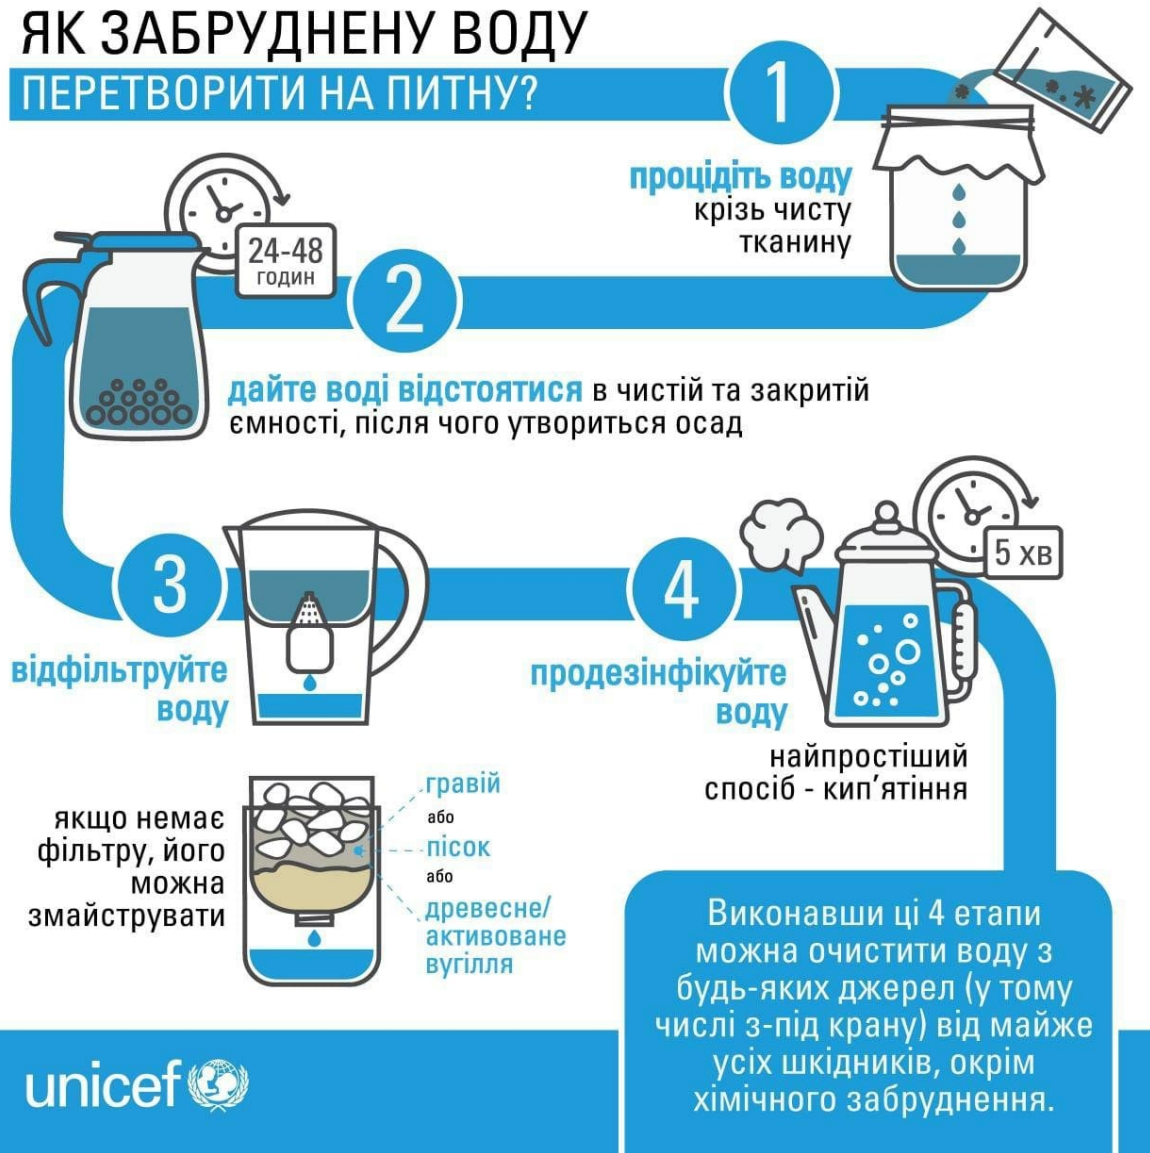 ЯК ЗАБРУДНЕНУ ВОДУ
ПЕРЕТВОРИТИ НА ПИТНУ?
1
процідіть воду
крізь чисту
тканину
24-48
годин
2
дайте воді відстоятися в чистій та закритій
ємності, після чого утвориться осад
3
відфільтруйте
воду
якщо немає
фільтру, його
можна
змайструвати
гравій
або
пісок
або
древесне/
активоване
вугілля
4
5 хв
продезінфікуйте
воду
найпростіший
спосіб - кип’ятіння
Виконавши ці 4 етапи
можна очистити воду з
будь-яких джерел (у тому
числі з-під крану) від майже
усіх шкідників, окрім
хімічного забруднення.
unicef